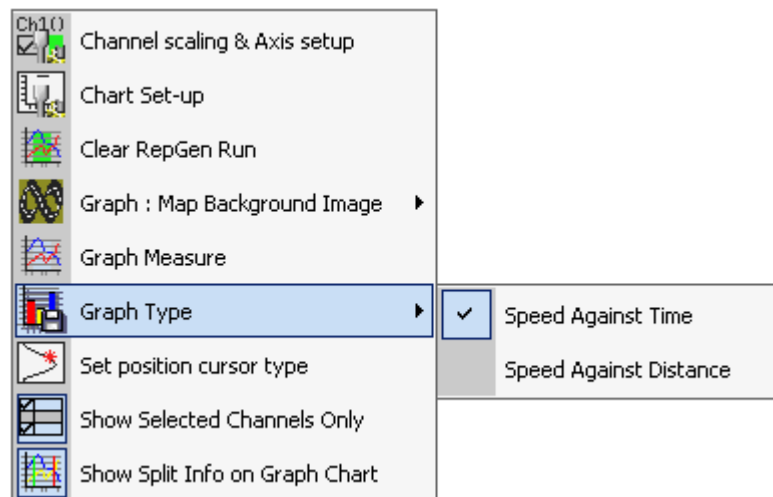 Ch1()
Channel scaling & Axis setup
Chart Set-up
Clear RepGen Run
Graph : Map Background Image
Graph Measure
Graph Type
Speed Against Time
Speed Against Distance
Set position cursor type
Show Selected Channels Only
Show Split Info on Graph Chart